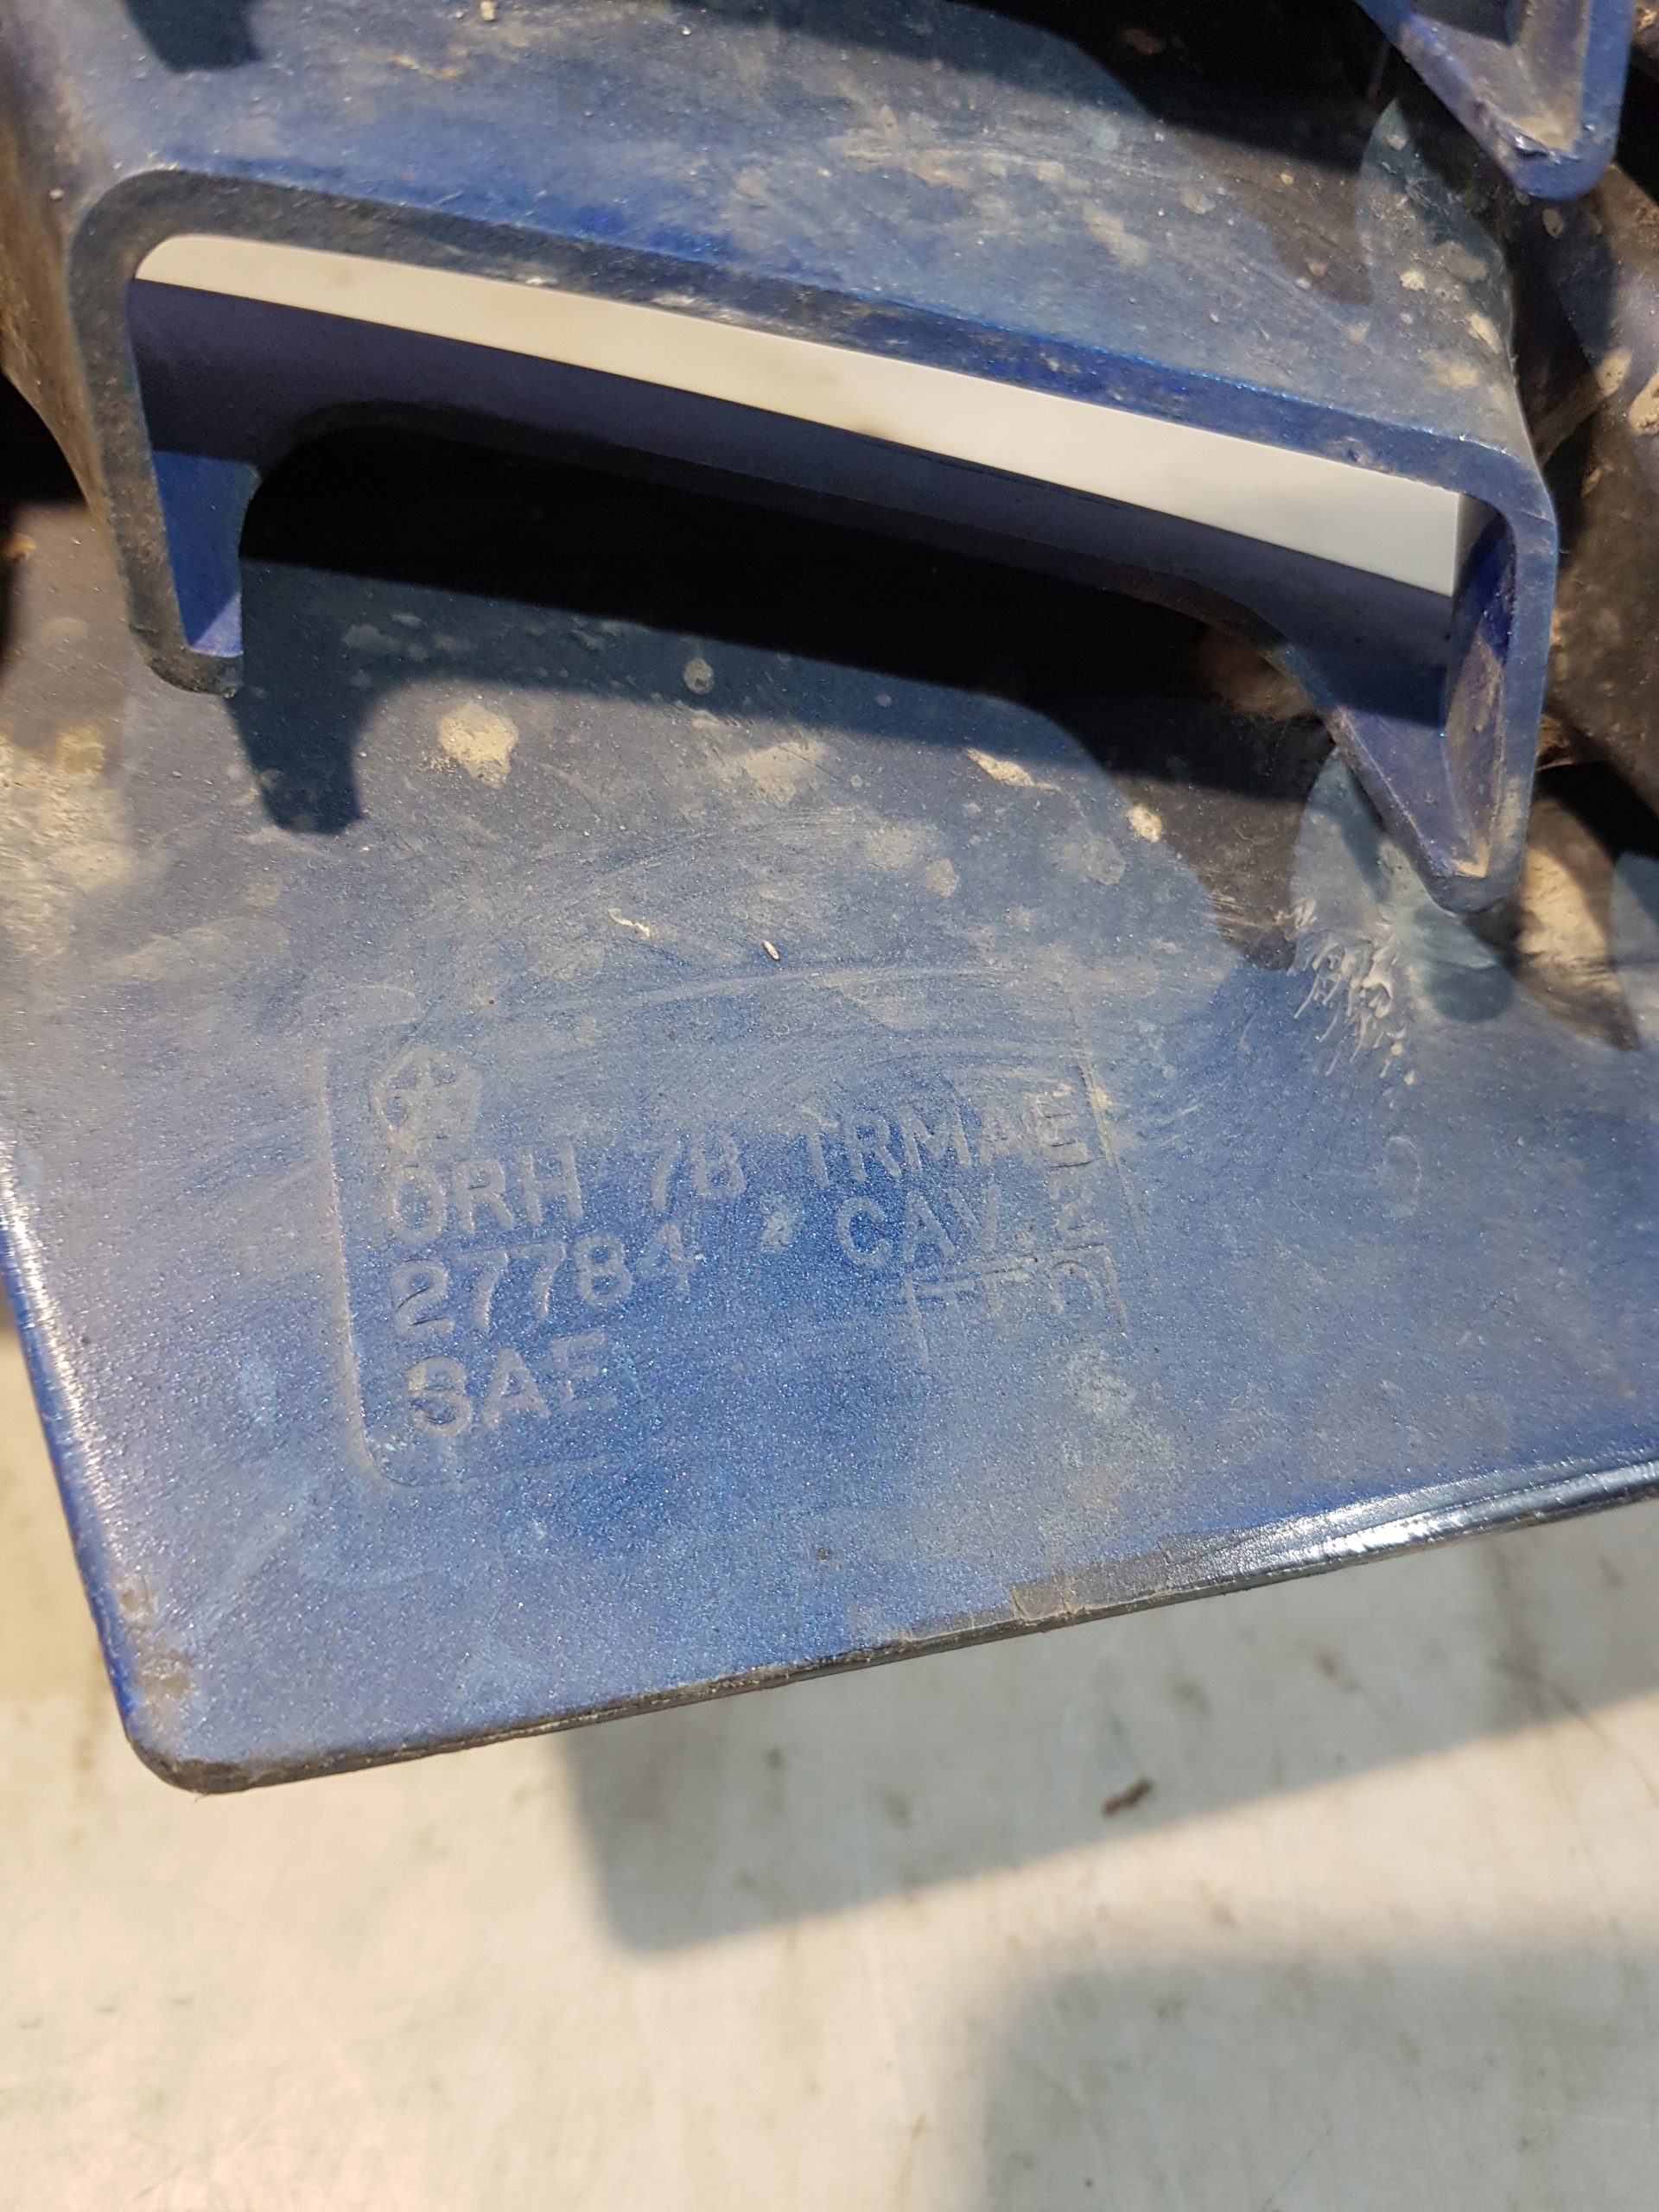 ORH 78 TRMAE
27784 * CAV.
SAE